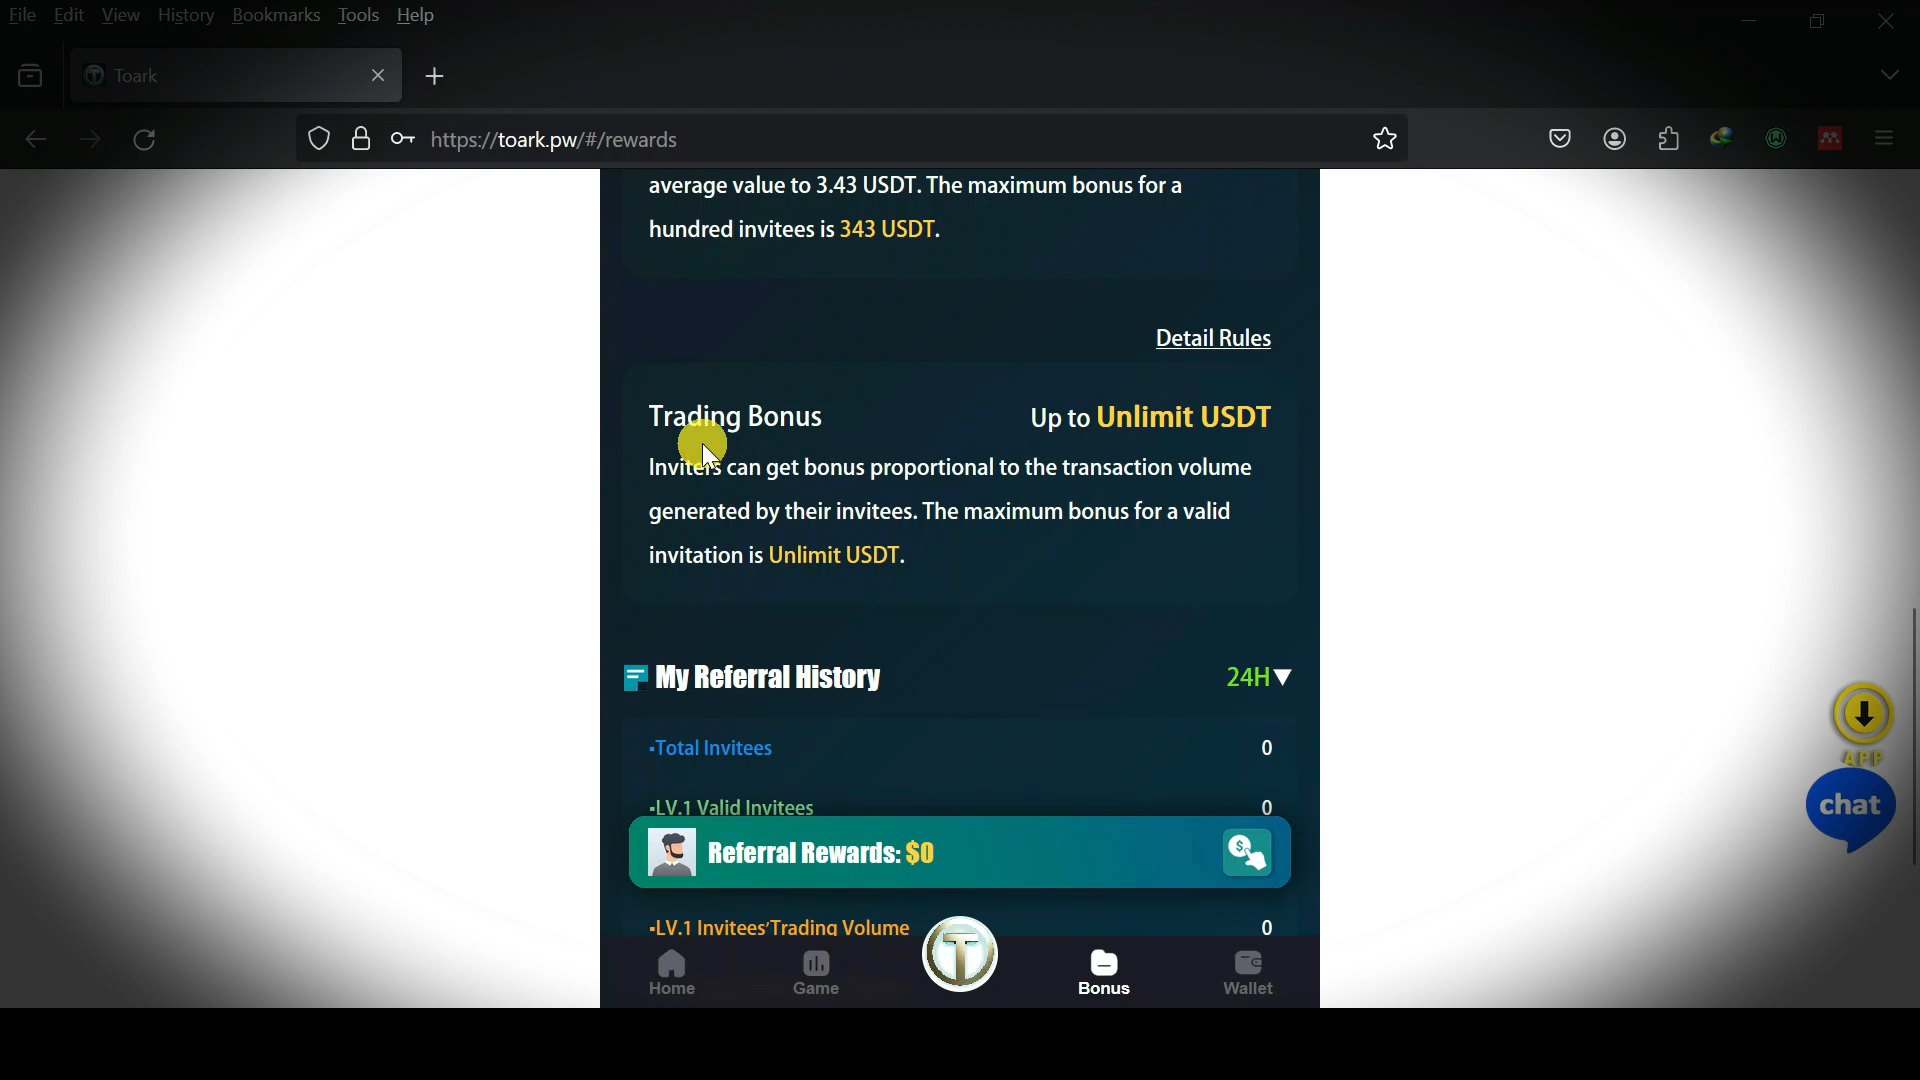 File Edit View History Bookmarks Tools Help
Toark
https://toark.pw/#/rewards
average value to 3.43 USDT. The maximum bonus for a
hundred invitees is 343 USDT.
Detail Rules
Trading Bonus
Up to Unlimit USDT
Inviters can get bonus proportional to the transaction volume
generated by their invitees. The maximum bonus for a valid
invitation is Unlimit USDT.
My Referral History
24H▼
•Total Invitees 0
•LV.1 Valid Invitees 0
Referral Rewards: $0
•LV.1 Invitees'Trading Volume 0
APP
chat
Home Game T Bonus Wallet